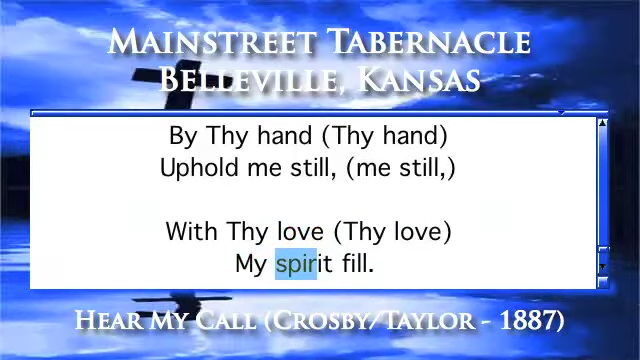 MAINSTREET TABERNACLE
BELLEVILLE, KANSAS
By Thy hand (Thy hand)
Uphold me still, (me still,)
With Thy love (Thy love)
My spirit fill.
HEAR MY CALL (CROSBY/TAYLOR - 1887)